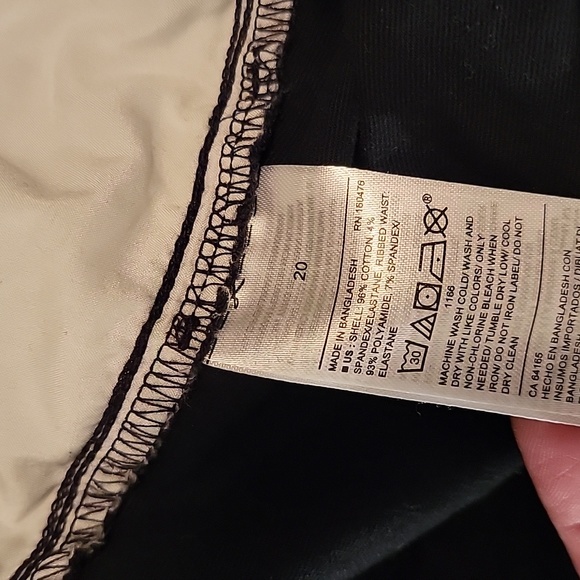 20
MADE IN BANGLADESH RN 160476
US : SHELL: 96% COTTON, 4%
SPANDEX/ELASTANE, RIBBED WAIST:
93% POLYAMIDE, 7% SPANDEX/
ELASTANE
30
®
1166
MACHINE WASH COLD/ WASH AND
DRY WITH LIKE COLORS/ ONLY
NON-CHLORINE BLEACH WHEN
NEEDED/ TUMBLE DRY LOW/ COOL
IRON/ DO NOT IRON LABEL/ DO NOT
DRY CLEAN
CA 64165
HECHO EN BANGLADESH
INSUMOS IMPORTADOS